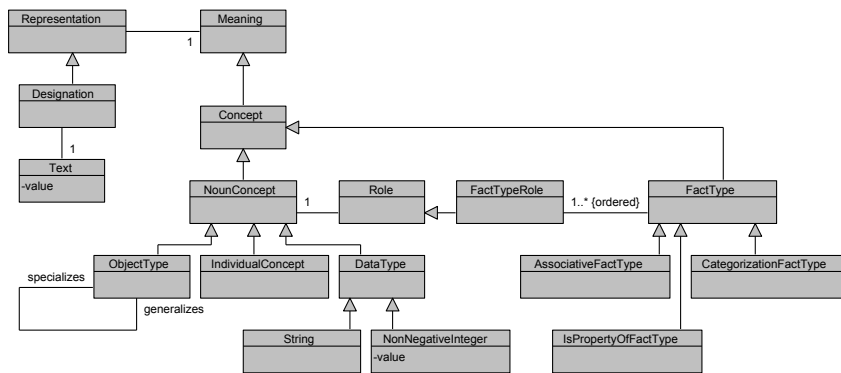 Representation
Meaning
1
Designation
Concept
1
Text
-value
NounConcept
1
Role
FactTypeRole
1..* {ordered}
FactType
ObjectType
IndividualConcept
DataType
AssociativeFactType
CategorizationFactType
specializes
generalizes
String
NonNegativeInteger
-value
IsPropertyOfFactType